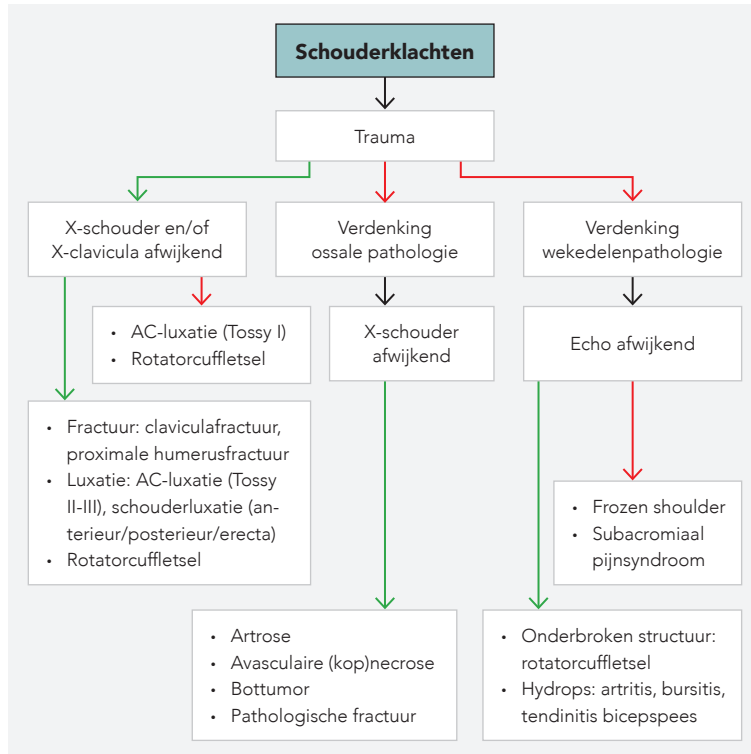 Schouderklachten
Trauma
X-schouder en/of
X-clavicula afwijkend
Verdenking
ossale pathologie
Verdenking
wekedelenpathologie
• AC-luxatie (Tossy I)
• Rotatorcuffletsel
X-schouder
afwijkend
Echo afwijkend
• Fractuur: claviculafractuur,
proximale humerusfractuur
• Luxatie: AC-luxatie (Tossy
II-III), schouderluxatie (an-
terieur/posterieur/erecta)
• Rotatorcuffletsel
• Frozen shoulder
• Subacromiaal
pijnsyndroom
• Artrose
• Avasculaire (kop)necrose
• Bottumor
• Pathologische fractuur
• Onderbroken structuur:
rotatorcuffletsel
• Hydrops: artritis, bursitis,
tendinitis bicepspees